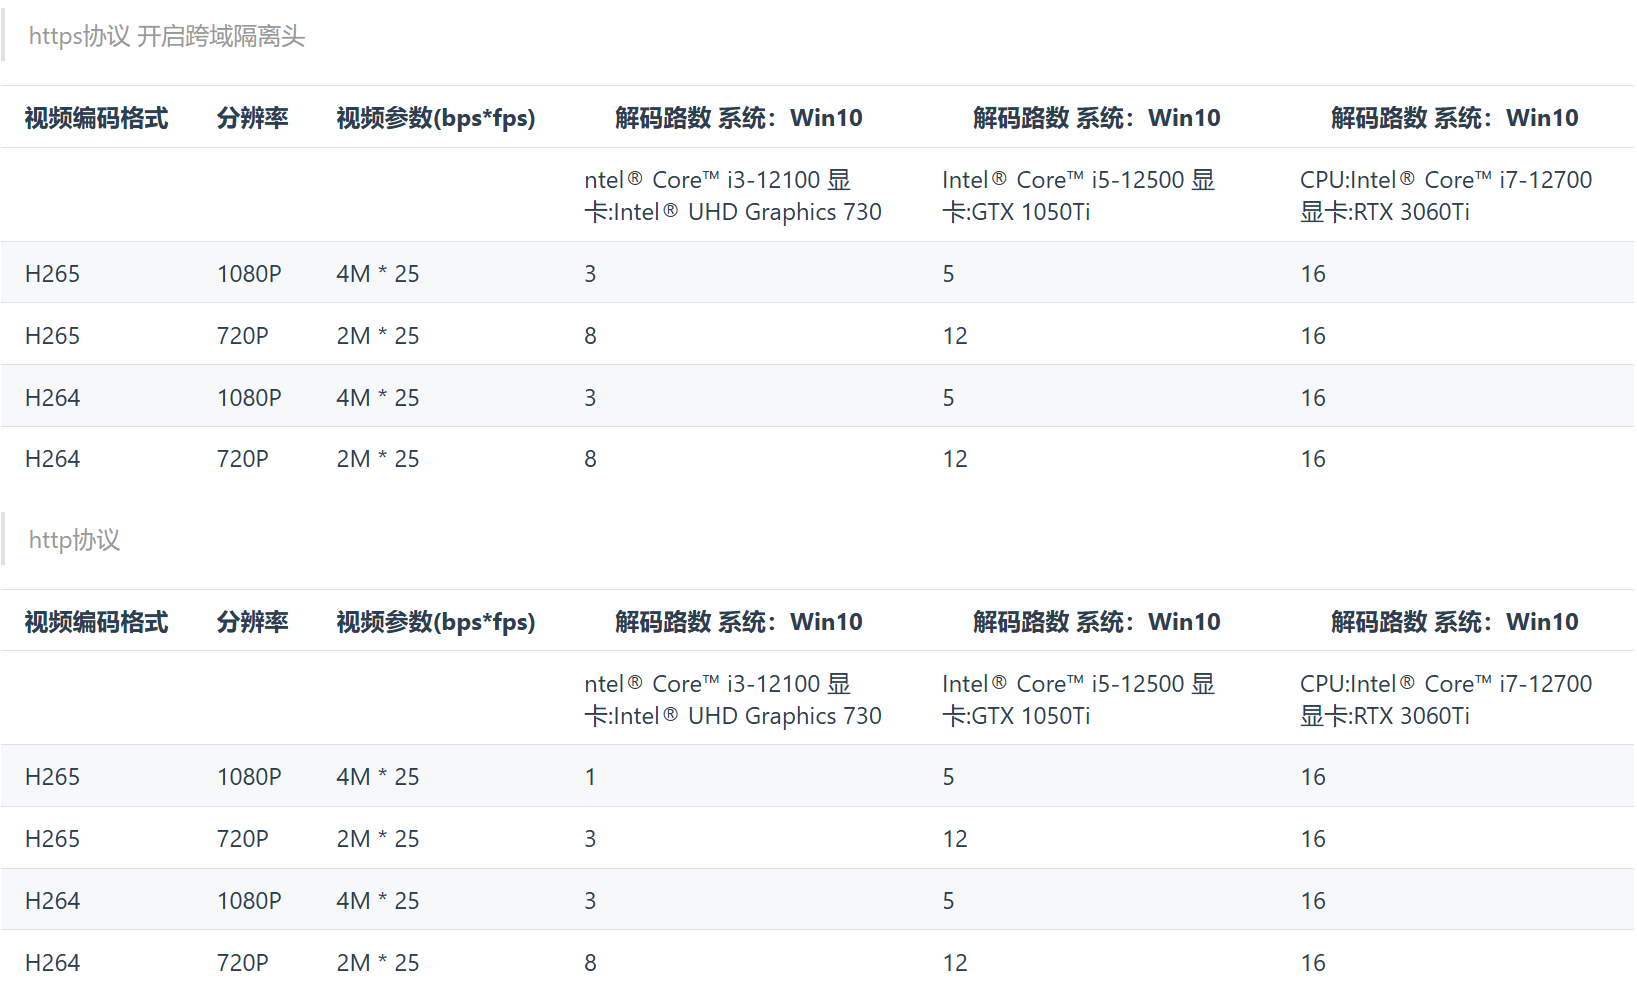 https协议 开启跨域隔离头
视频编码格式 分辨率 视频参数(bps*fps) 解码路数 系统：Win10 解码路数 系统：Win10 解码路数 系统：Win10
ntel® Core™ i3-12100 显 Intel® Core™ i5-12500 显 CPU:Intel® Core™ i7-12700
卡:Intel® UHD Graphics 730 卡:GTX 1050Ti 显卡:RTX 3060Ti
H265 1080P 4M * 25 3 5 16
H265 720P 2M * 25 8 12 16
H264 1080P 4M * 25 3 5 16
H264 720P 2M * 25 8 12 16
http协议
视频编码格式 分辨率 视频参数(bps*fps) 解码路数 系统：Win10 解码路数 系统：Win10 解码路数 系统：Win10
ntel® Core™ i3-12100 显 Intel® Core™ i5-12500 显 CPU:Intel® Core™ i7-12700
卡:Intel® UHD Graphics 730 卡:GTX 1050Ti 显卡:RTX 3060Ti
H265 1080P 4M * 25 1 5 16
H265 720P 2M * 25 3 12 16
H264 1080P 4M * 25 3 5 16
H264 720P 2M * 25 8 12 16